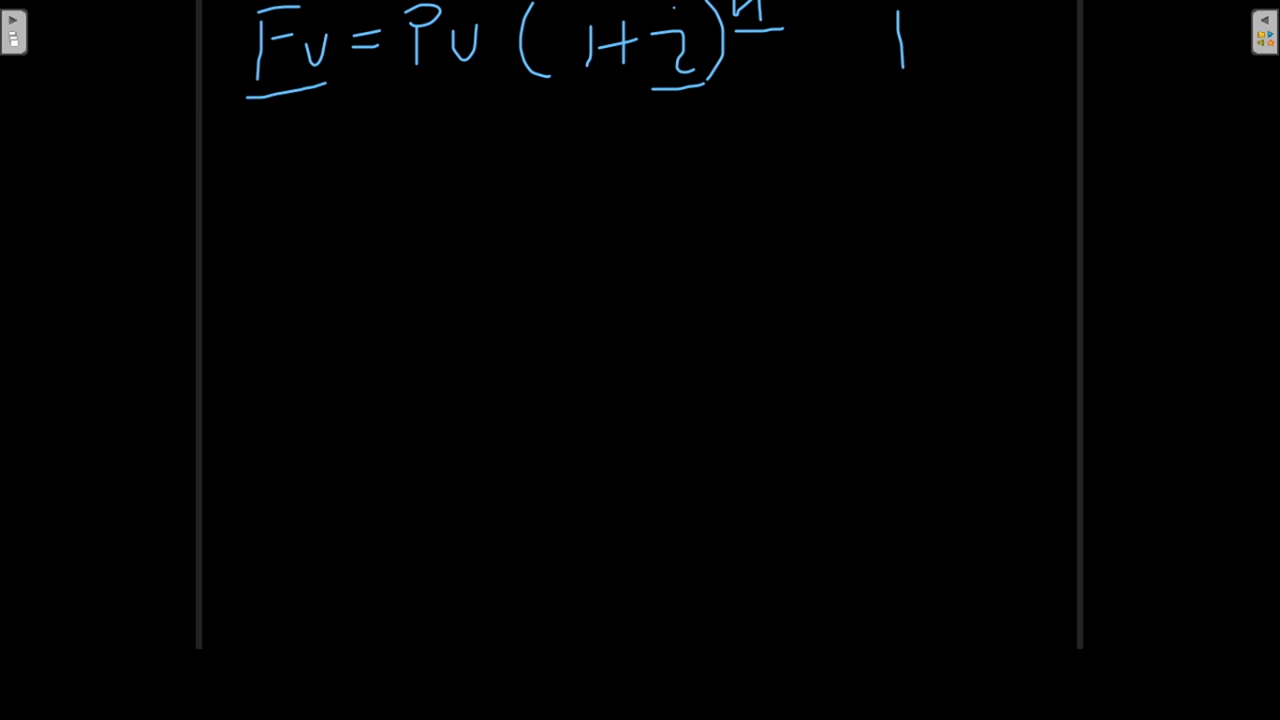 Fv = Pv (1+i)^n |